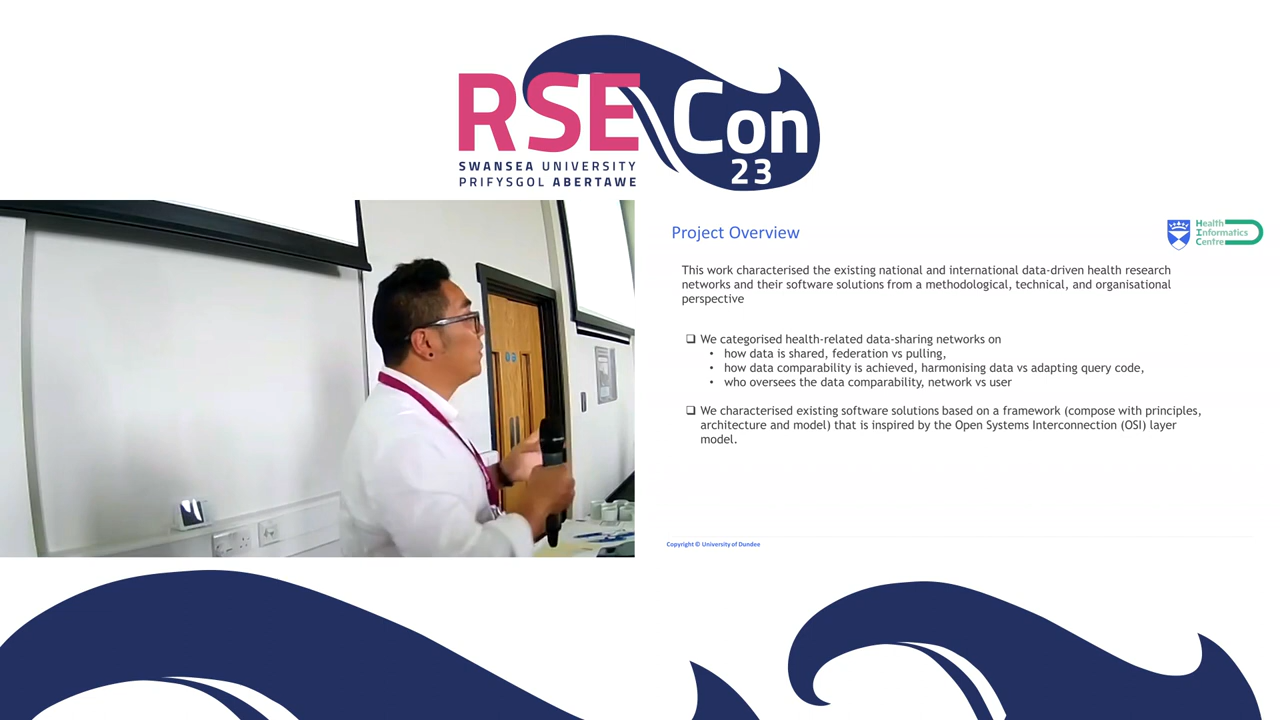 RSE Con
23
SWANSEA UNIVERSITY
PRIFYSGOL ABERTAWE
Project Overview
Health
Informatics
Centre
This work characterised the existing national and international data-driven health research
networks and their software solutions from a methodological, technical, and organisational
perspective
❑ We categorised health-related data-sharing networks on
• how data is shared, federation vs pulling,
• how data comparability is achieved, harmonising data vs adapting query code,
• who oversees the data comparability, network vs user
❑ We characterised existing software solutions based on a framework (compose with principles,
architecture and model) that is inspired by the Open Systems Interconnection (OSI) layer
model.
Copyright © University of Dundee